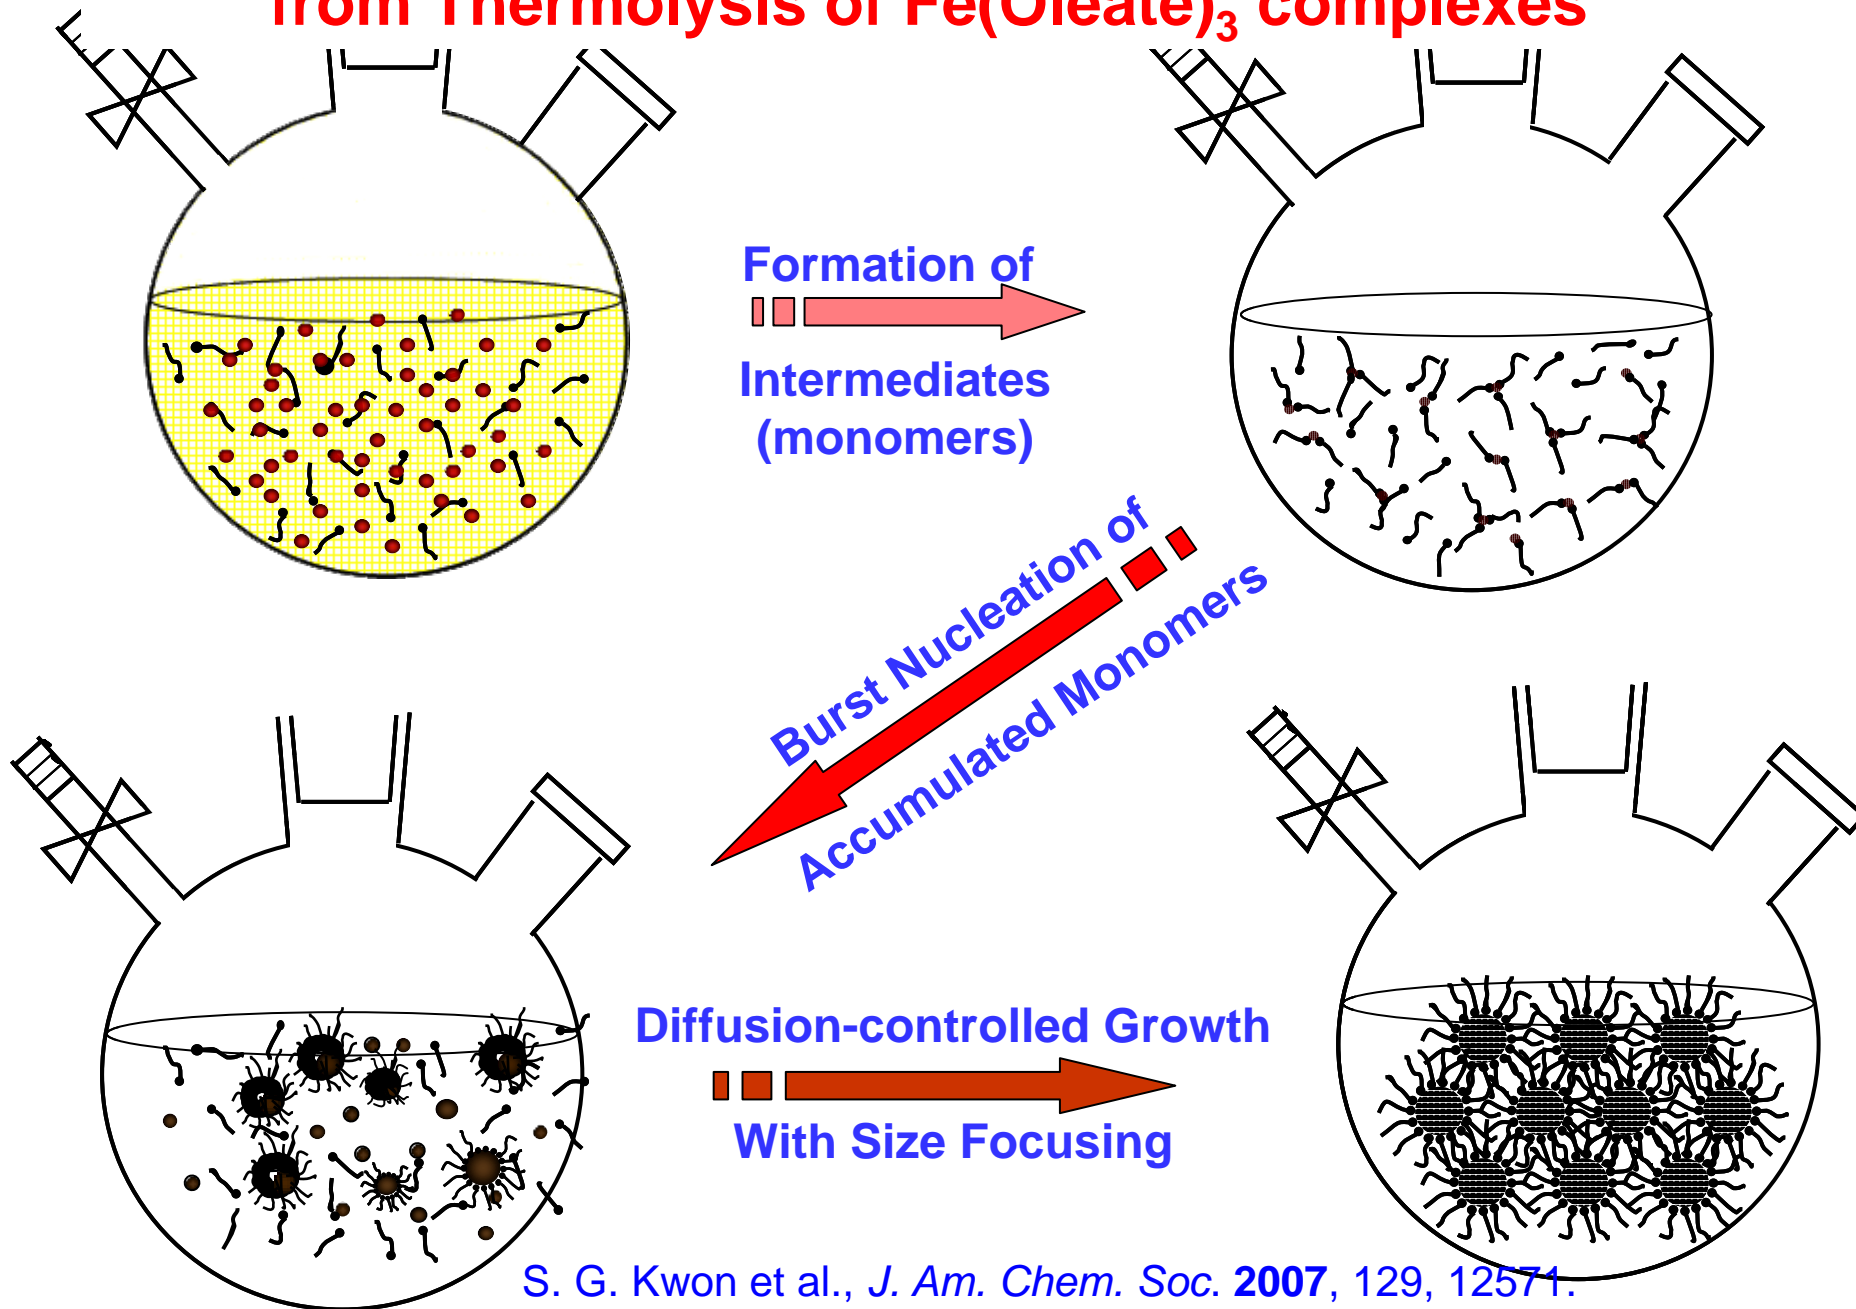 from Thermolysis of Fe(Oleate)3 complexes
Formation of
Intermediates
(monomers)
Burst Nucleation of
Accumulated Monomers
Diffusion-controlled Growth
With Size Focusing
S. G. Kwon et al., J. Am. Chem. Soc. 2007, 129, 12571.